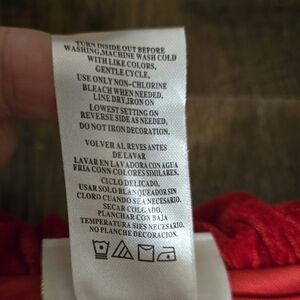 TURN INSIDE OUT BEFORE
WASHING,MACHINE WASH COLD
WITH LIKE COLORS,
GENTLE CYCLE,
USE ONLY NON-CHLORINE
BLEACH WHEN NEEDED,
LINE DRY,IRON ON
LOWEST SETTING ON
REVERSE SIDE AS NEEDED,
DO NOT IRON DECORATION.
VOLVER AL REVES ANTES
DE LAVAR
LAVAR EN LAVADORA CON AGUA
FRIA CONN COLORES SIMILARES,
CICLO DELICADO,
USAR SOLO BLANQUEADOR SIN
CLORO CUANDO SEA NECESARIO,
SECAR COLGADO,
PLANCHAR CON BAJA
TEMPERATURA SIES NECESARIO,
NO PLANCHE DECORACION.